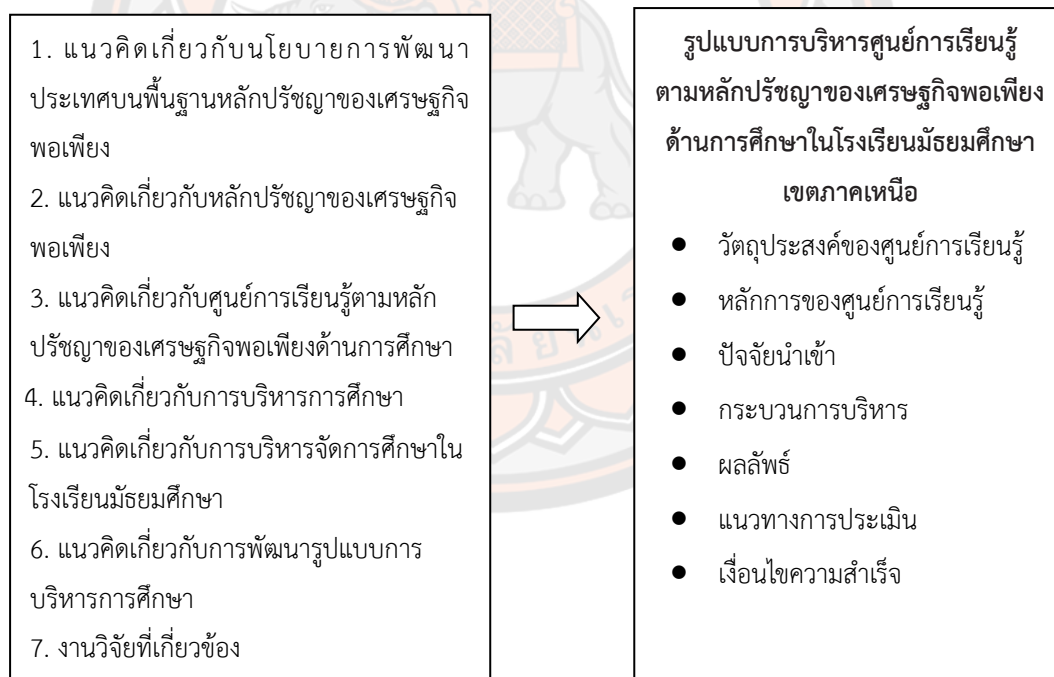 1. แนวคิดเกี่ยวกับนโยบายการพัฒนา
ประเทศบนพื้นฐานหลักปรัชญาของเศรษฐกิจ
พอเพียง
2. แนวคิดเกี่ยวกับหลักปรัชญาของเศรษฐกิจ
พอเพียง
3. แนวคิดเกี่ยวกับศูนย์การเรียนรู้ตามหลัก
ปรัชญาของเศรษฐกิจพอเพียงด้านการศึกษา
4. แนวคิดเกี่ยวกับการบริหารการศึกษา
5. แนวคิดเกี่ยวกับการบริหารจัดการศึกษาใน
โรงเรียนมัธยมศึกษา
6. แนวคิดเกี่ยวกับการพัฒนารูปแบบการ
บริหารการศึกษา
7. งานวิจัยที่เกี่ยวข้อง
รูปแบบการบริหารศูนย์การเรียนรู้
ตามหลักปรัชญาของเศรษฐกิจพอเพียง
ด้านการศึกษาในโรงเรียนมัธยมศึกษา
เขตภาคเหนือ
● วัตถุประสงค์ของศูนย์การเรียนรู้
● หลักการของศูนย์การเรียนรู้
● ปัจจัยนำเข้า
● กระบวนการบริหาร
● ผลลัพธ์
● แนวทางการประเมิน
● เงื่อนไขความสำเร็จ